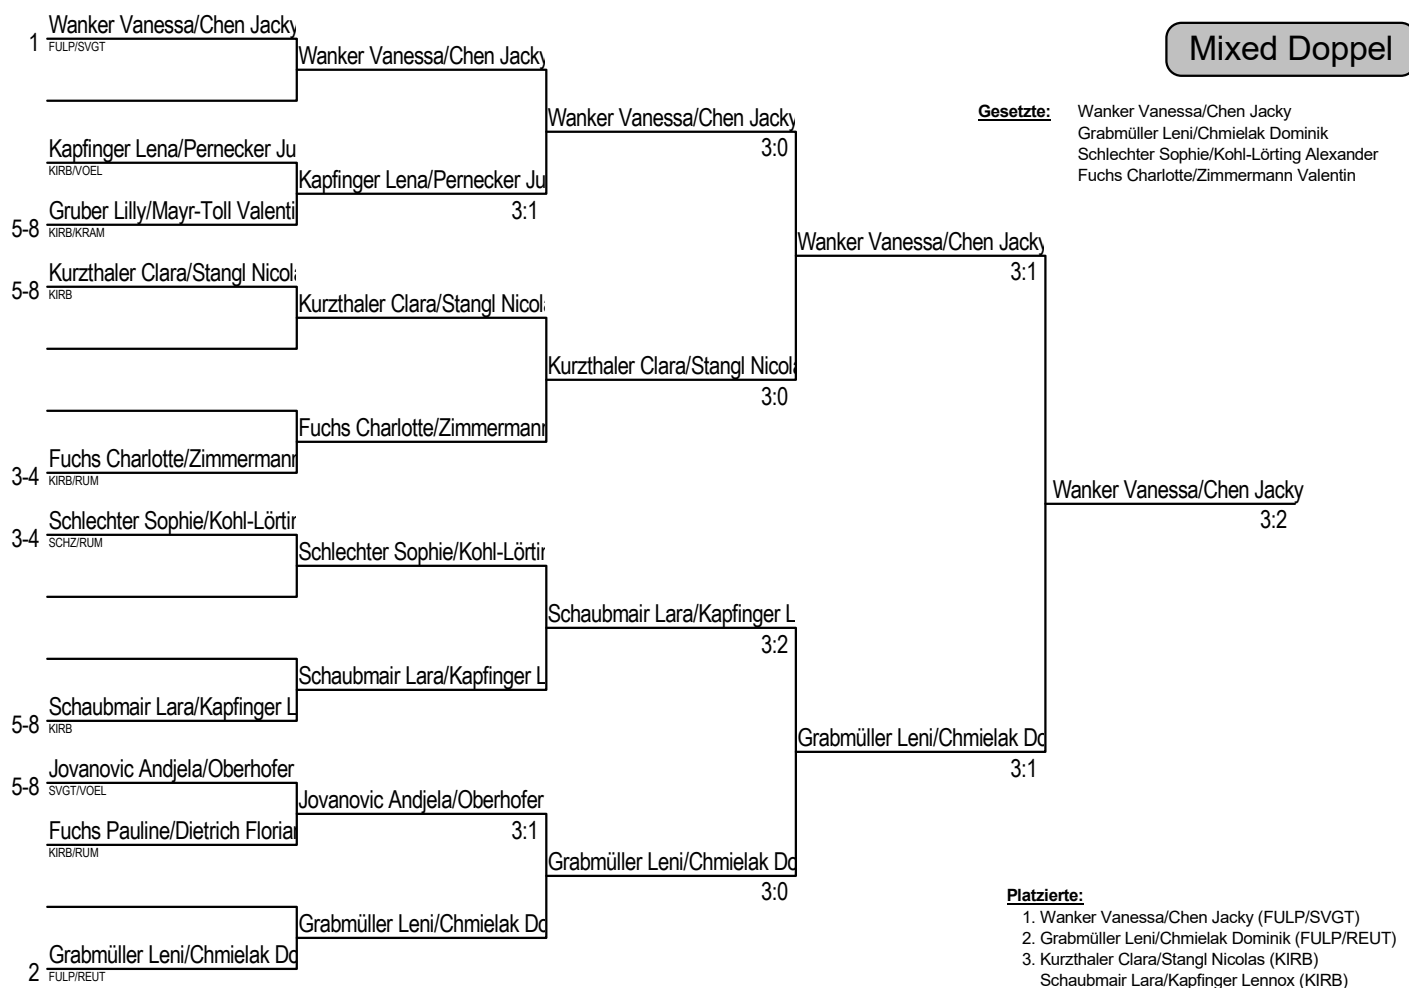 Mixed Doppel
Gesetzte: Wanker Vanessa/Chen Jacky
Grabmüller Leni/Chmielak Dominik
Schlechter Sophie/Kohl-Lörting Alexander
Fuchs Charlotte/Zimmermann Valentin
1 Wanker Vanessa/Chen Jacky
FULP/SVGT
Kapfinger Lena/Pernecker Ju
KIRB/VOEL
5-8 Gruber Lilly/Mayr-Toll Valenti
KIRB/KRAM
5-8 Kurzthaler Clara/Stangl Nicola
KIRB
3-4 Fuchs Charlotte/Zimmermann
KIRB/RUM
3-4 Schlechter Sophie/Kohl-Lörtin
SCHZ/RUM
5-8 Schaubmair Lara/Kapfinger L
KIRB
5-8 Jovanovic Andjela/Oberhofer
SVGT/VOEL
Fuchs Pauline/Dietrich Florian
KIRB/RUM
2 Grabmüller Leni/Chmielak Do
FULP/REUT
Wanker Vanessa/Chen Jacky
Kapfinger Lena/Pernecker Ju
3:1
Kurzthaler Clara/Stangl Nicola
Fuchs Charlotte/Zimmermann
Schlechter Sophie/Kohl-Lörtin
Schaubmair Lara/Kapfinger L
Jovanovic Andjela/Oberhofer
3:1
Grabmüller Leni/Chmielak Do
Wanker Vanessa/Chen Jacky
3:0
Kurzthaler Clara/Stangl Nicola
3:0
Schaubmair Lara/Kapfinger L
3:2
Grabmüller Leni/Chmielak Do
3:0
Wanker Vanessa/Chen Jacky
3:1
Grabmüller Leni/Chmielak Do
3:1
Wanker Vanessa/Chen Jacky
3:2
Platzierte:
1. Wanker Vanessa/Chen Jacky (FULP/SVGT)
2. Grabmüller Leni/Chmielak Dominik (FULP/REUT)
3. Kurzthaler Clara/Stangl Nicolas (KIRB)
Schaubmair Lara/Kapfinger Lennox (KIRB)